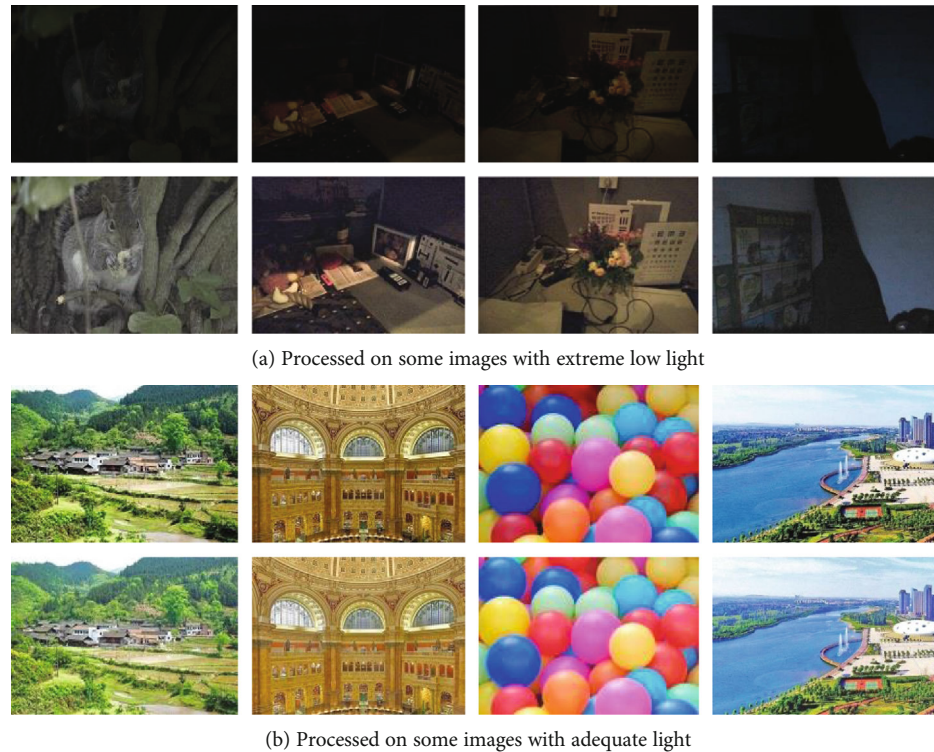 (a) Processed on some images with extreme low light
(b) Processed on some images with adequate light